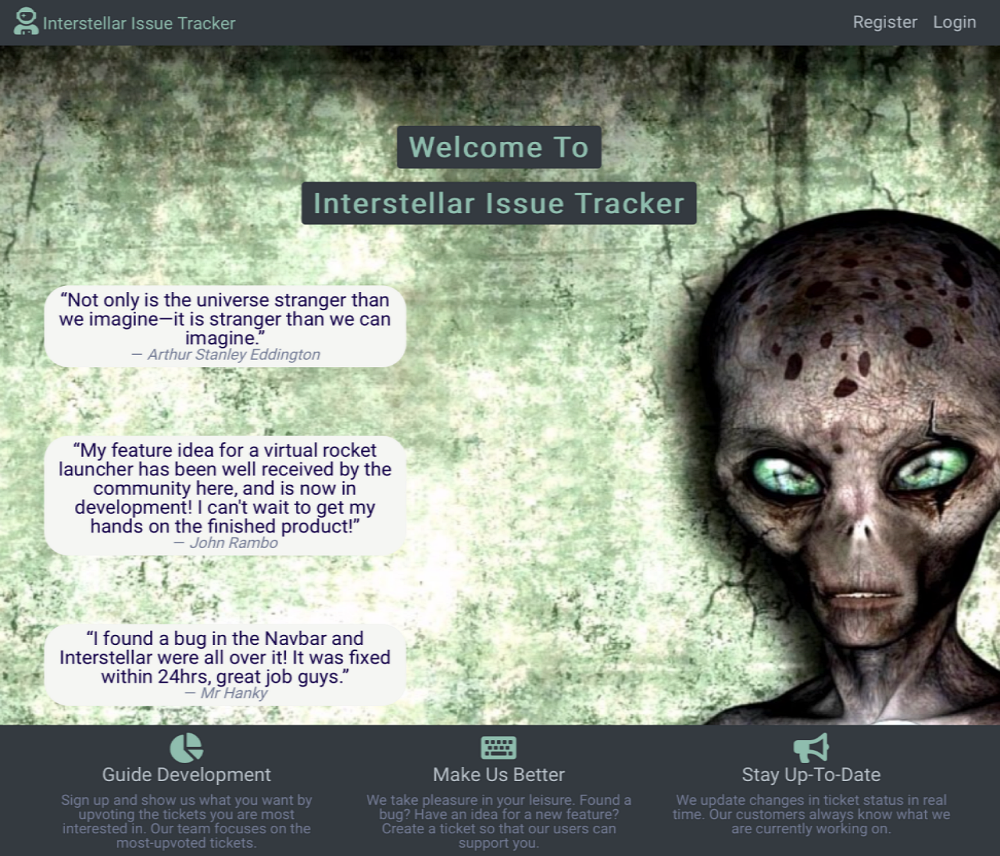 Interstellar Issue Tracker
Register Login
Welcome To
Interstellar Issue Tracker
“Not only is the universe stranger than
we imagine—it is stranger than we can
imagine.”
— Arthur Stanley Eddington
“My feature idea for a virtual rocket
launcher has been well received by the
community here, and is now in
development! I can't wait to get my
hands on the finished product!”
— John Rambo
“I found a bug in the Navbar and
Interstellar were all over it! It was fixed
within 24hrs, great job guys.”
— Mr Hanky
Guide Development
Sign up and show us what you want by
upvoting the tickets you are most
interested in. Our team focuses on the
most-upvoted tickets.
Make Us Better
We take pleasure in your leisure. Found a
bug? Have an idea for a new feature?
Create a ticket so that our users can
support you.
Stay Up-To-Date
We update changes in ticket status in real
time. Our customers always know what we
are currently working on.